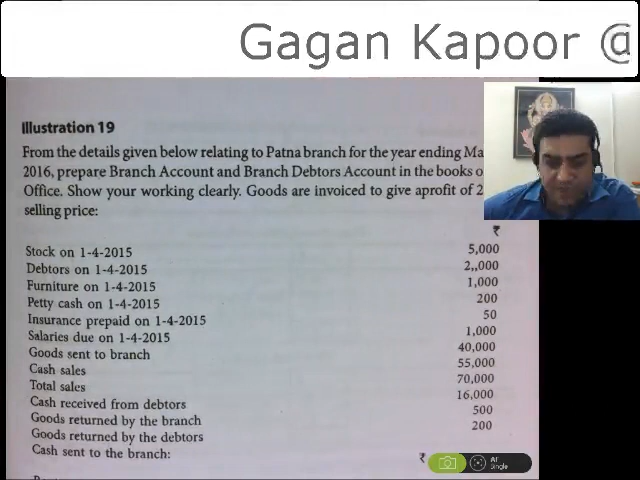 Gagan Kapoor @
Illustration 19
From the details given below relating to Patna branch for the year ending Ma
2016, prepare Branch Account and Branch Debtors Account in the books o
Office. Show your working clearly. Goods are invoiced to give aprofit of 2
selling price:
₹
Stock on 1-4-2015 5,000
Debtors on 1-4-2015 2,,000
Furniture on 1-4-2015 1,000
Petty cash on 1-4-2015 200
Insurance prepaid on 1-4-2015 50
Salaries due on 1-4-2015 1,000
Goods sent to branch 40,000
Cash sales 55,000
Total sales 70,000
Cash received from debtors 16,000
Goods returned by the branch 500
Goods returned by the debtors 200
Cash sent to the branch: ₹
AF
Single